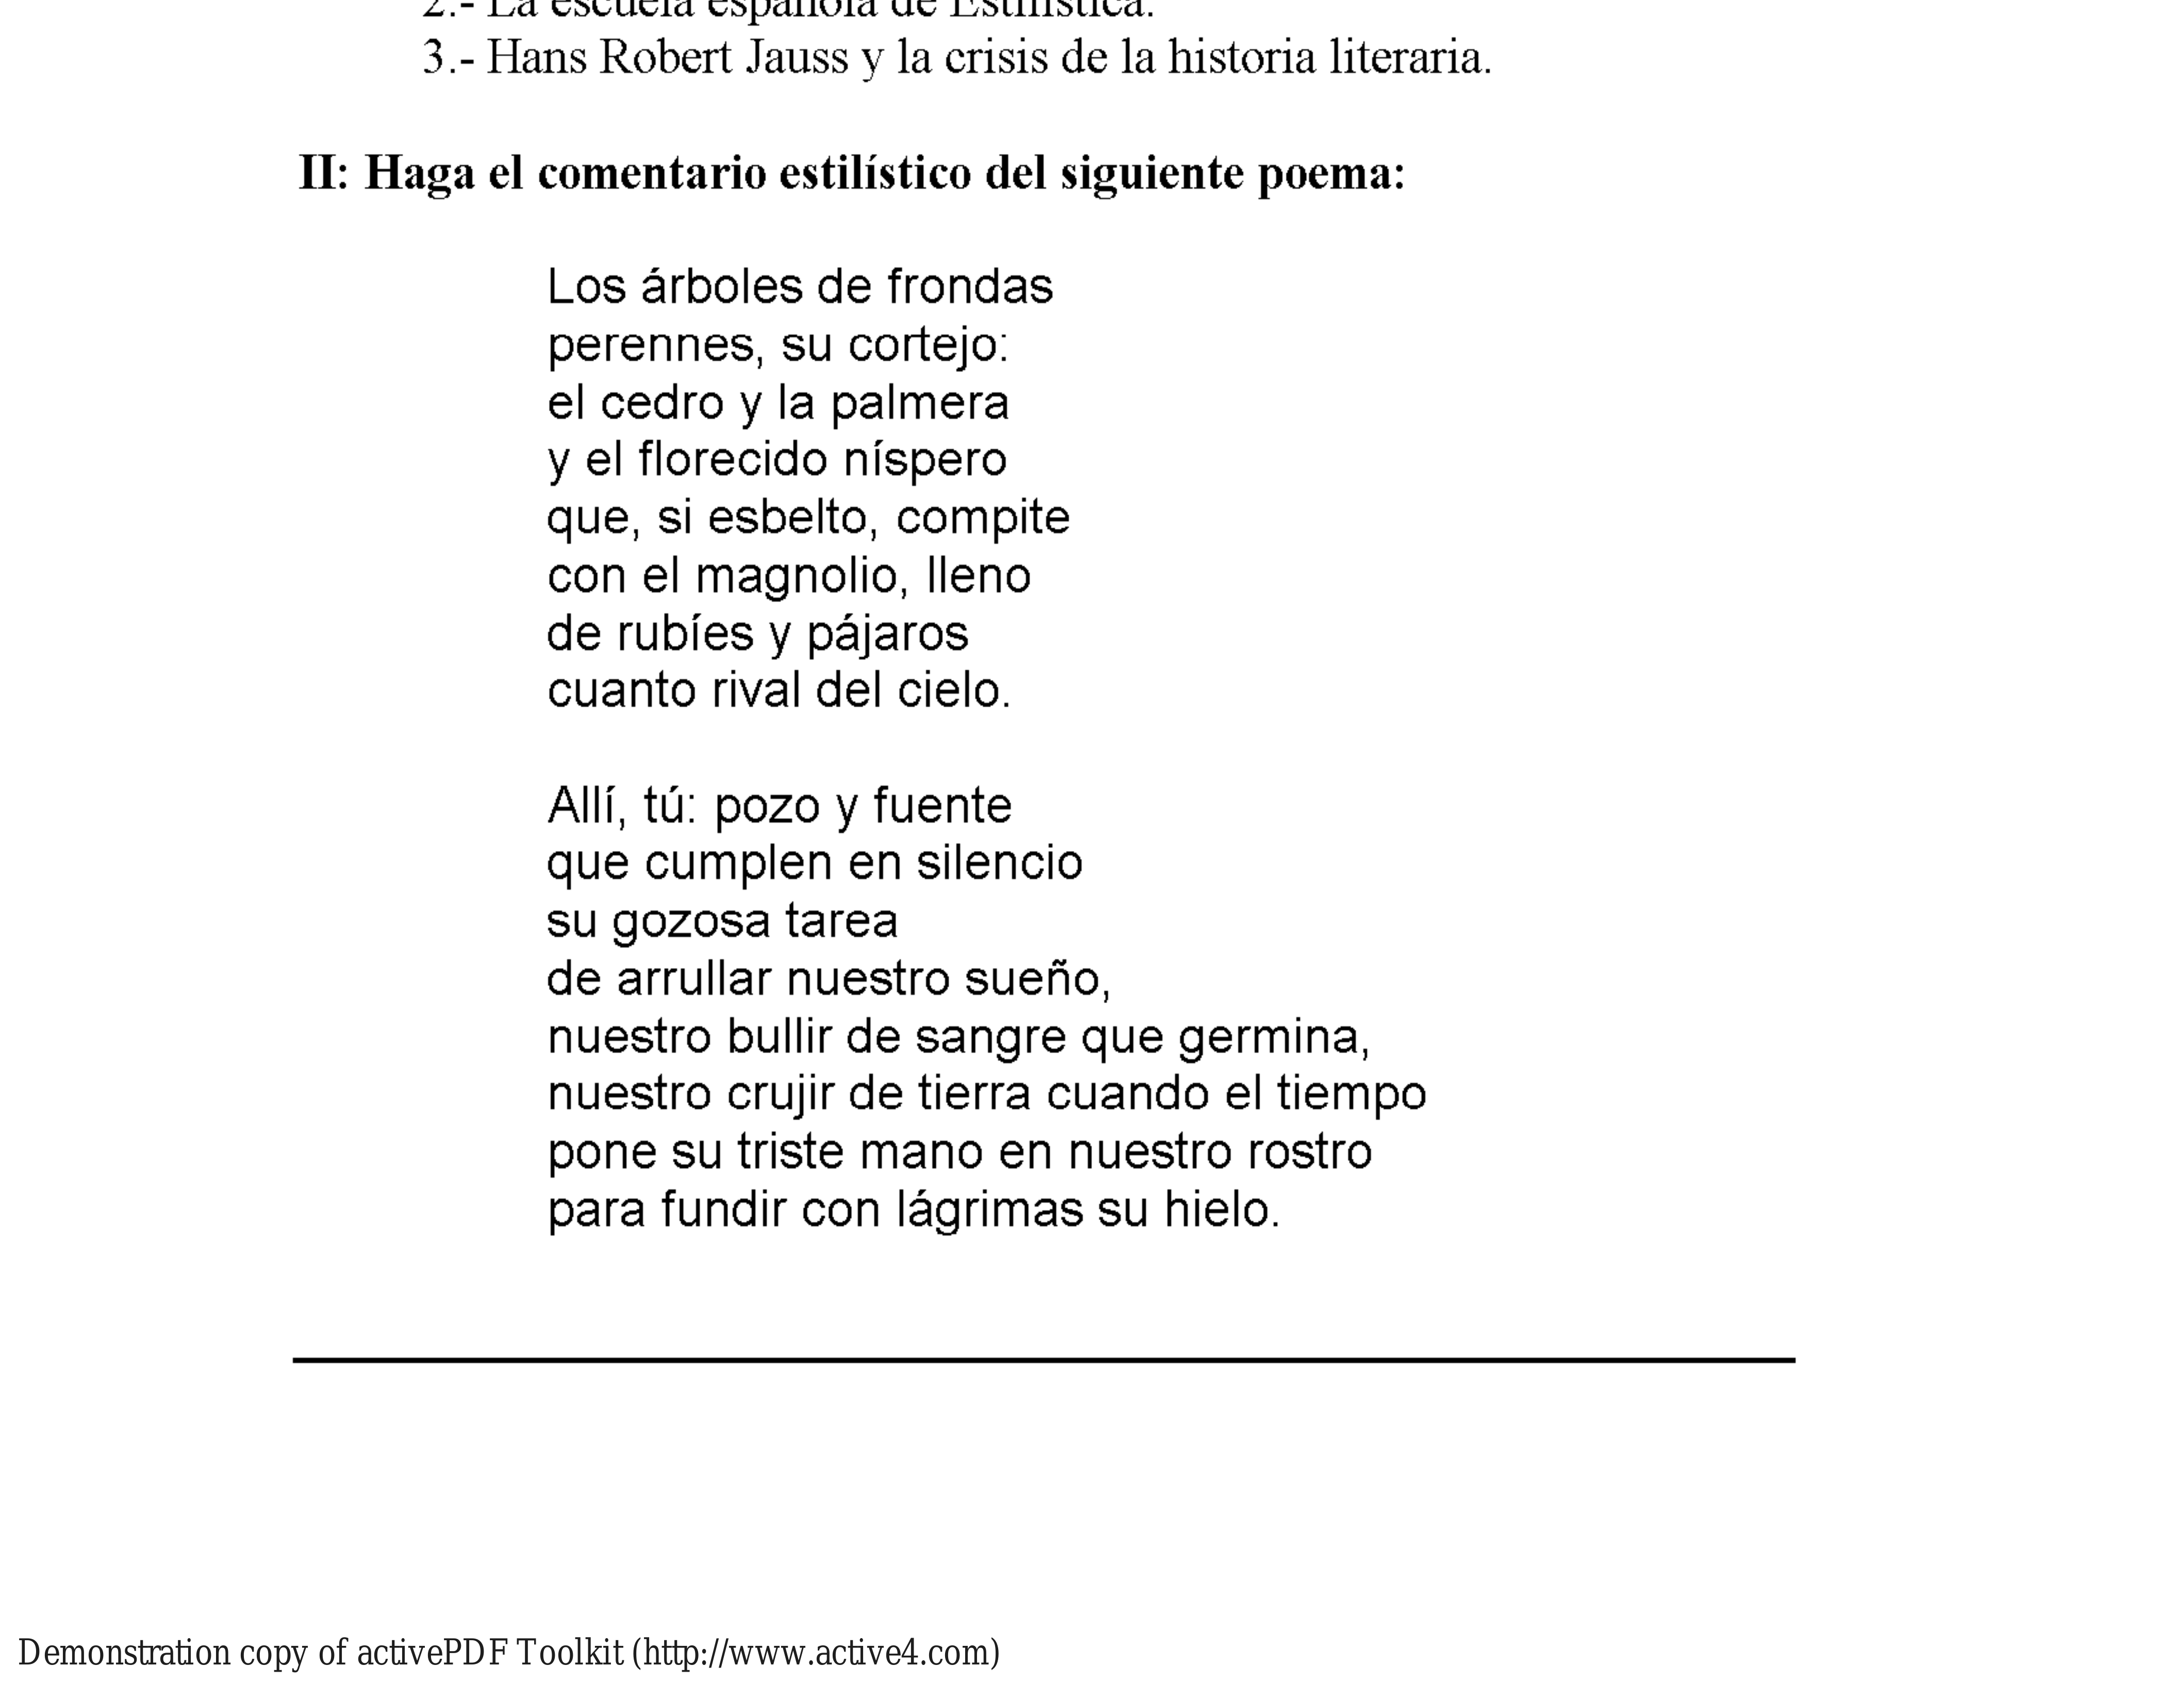 2.- La escuela española de Estilística.
3.- Hans Robert Jauss y la crisis de la historia literaria.
II: Haga el comentario estilístico del siguiente poema:
Los árboles de frondas
perennes, su cortejo:
el cedro y la palmera
y el florecido níspero
que, si esbelto, compite
con el magnolio, lleno
de rubíes y pájaros
cuanto rival del cielo.
Allí, tú: pozo y fuente
que cumplen en silencio
su gozosa tarea
de arrullar nuestro sueño,
nuestro bullir de sangre que germina,
nuestro crujir de tierra cuando el tiempo
pone su triste mano en nuestro rostro
para fundir con lágrimas su hielo.
Demonstration copy of activePDF Toolkit (http://www.active4.com)